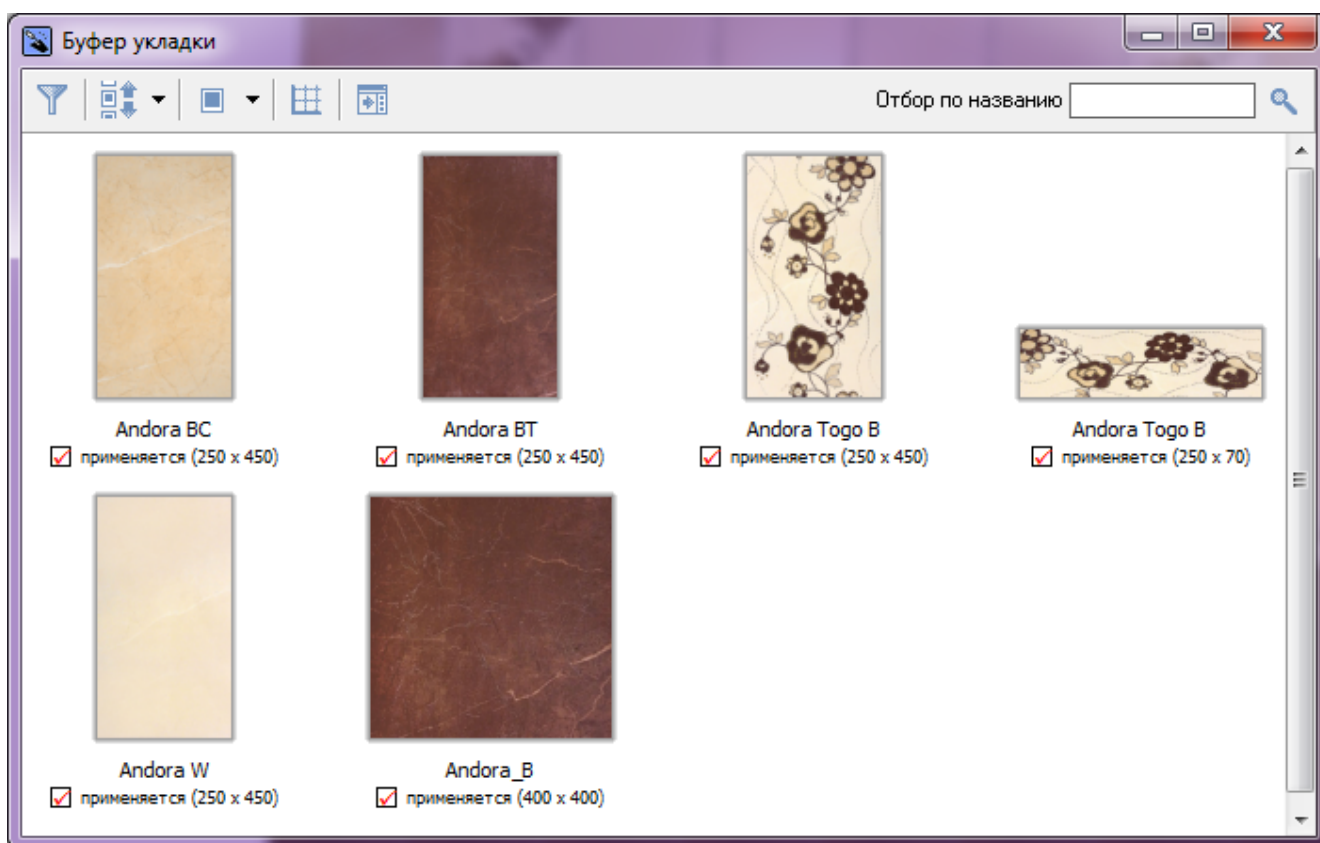 Буфер укладки
Отбор по названию
Andora BC
применяется (250 x 450)
Andora BT
применяется (250 x 450)
Andora Togo B
применяется (250 x 450)
Andora Togo B
применяется (250 x 70)
Andora W
применяется (250 x 450)
Andora_B
применяется (400 x 400)